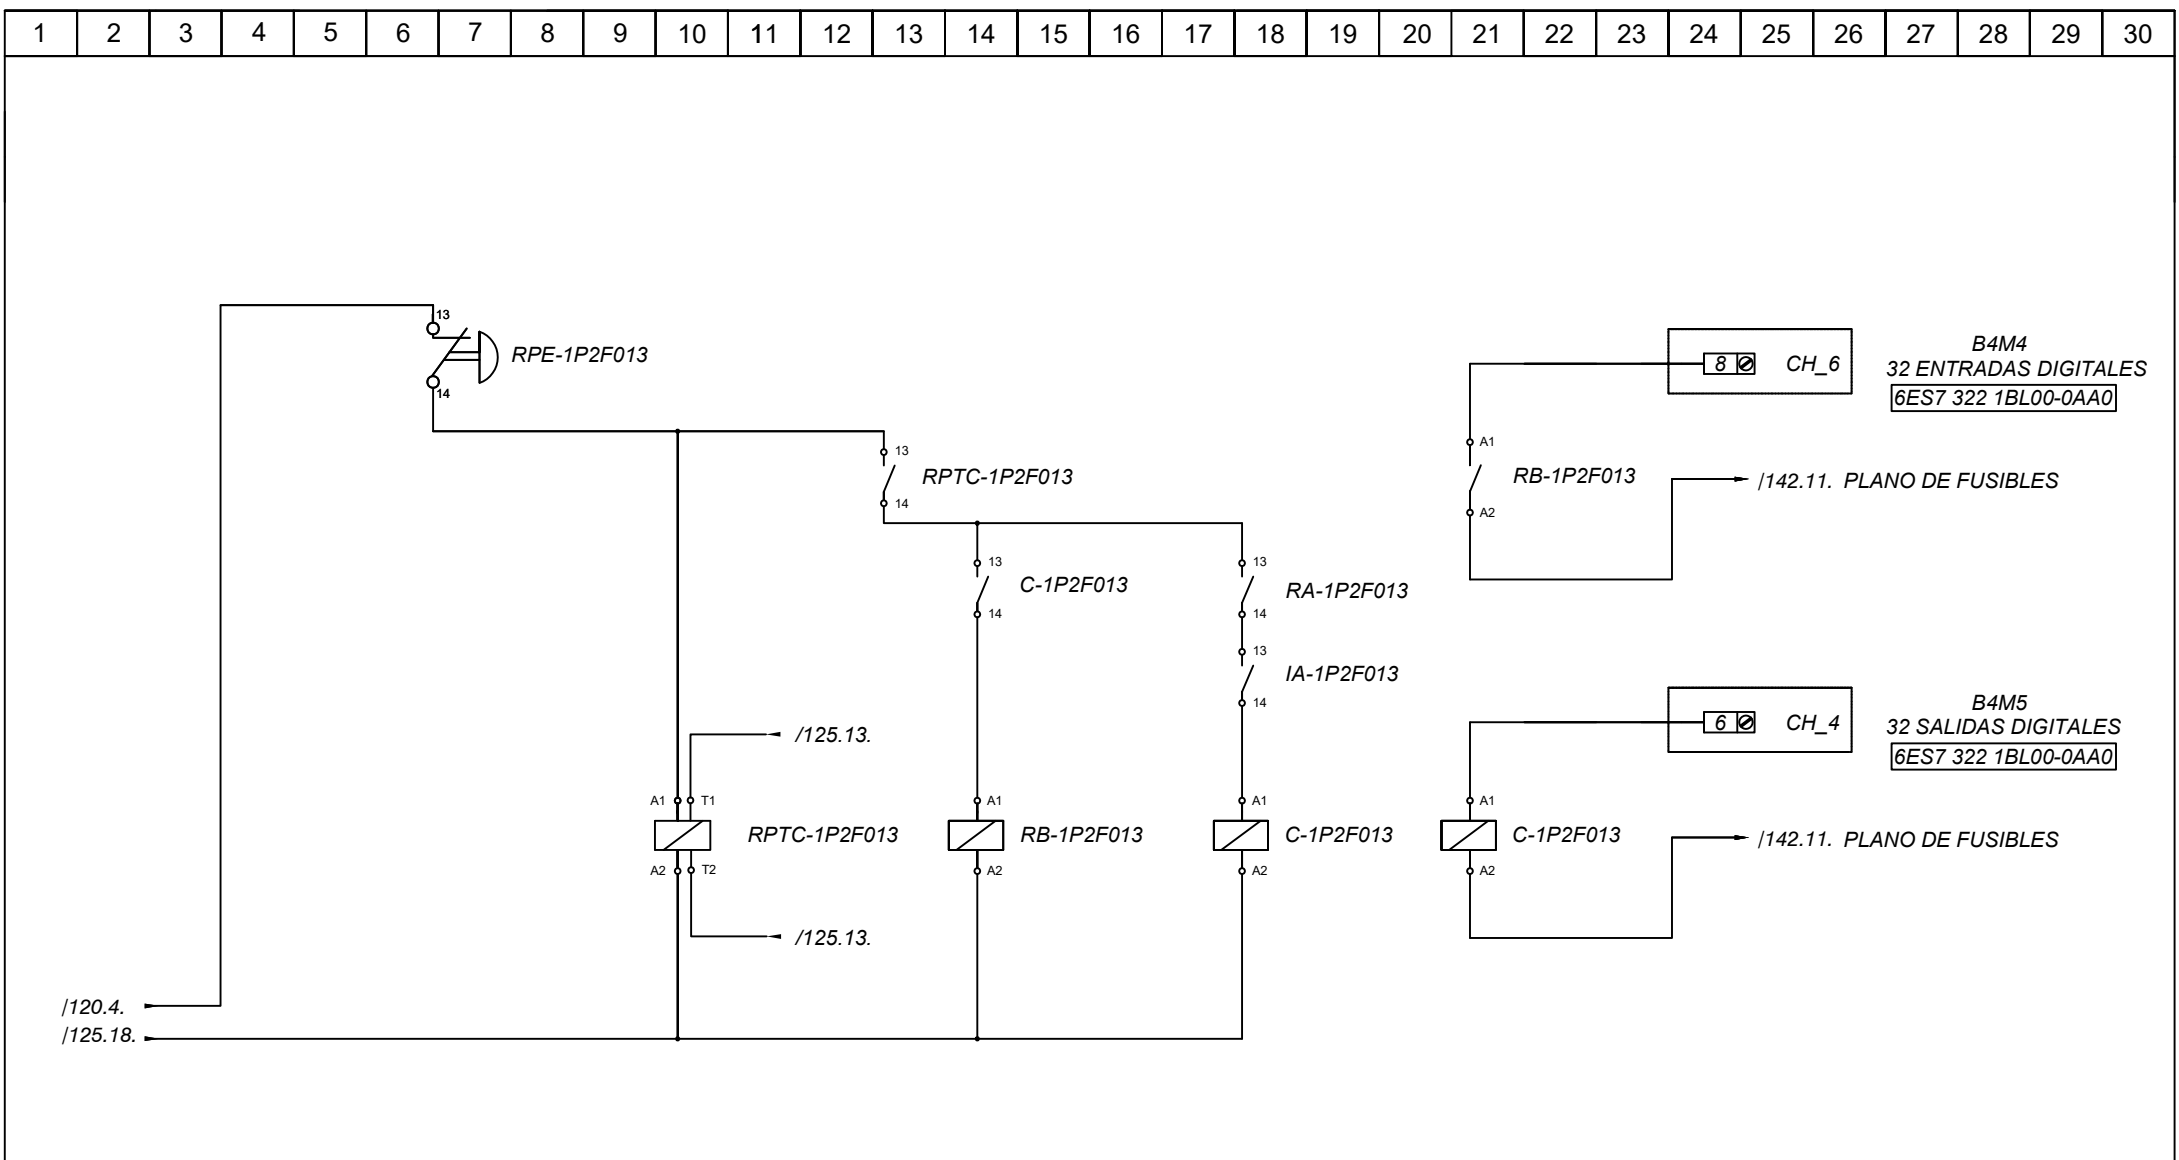 1 2 3 4 5 6 7 8 9 10 11 12 13 14 15 16 17 18 19 20 21 22 23 24 25 26 27 28 29 30
13
RPE-1P2F013
14
13
RPTC-1P2F013
14
13
C-1P2F013
14
13
RA-1P2F013
14
13
IA-1P2F013
14
/125.13.
A1 T1
RPTC-1P2F013
A2 T2
/125.13.
A1
RB-1P2F013
A2
A1
C-1P2F013
A2
/120.4.
/125.18.
8 CH_6
B4M4
32 ENTRADAS DIGITALES
6ES7 322 1BL00-0AA0
A1
RB-1P2F013
A2
/142.11. PLANO DE FUSIBLES
6 CH_4
B4M5
32 SALIDAS DIGITALES
6ES7 322 1BL00-0AA0
A1
C-1P2F013
A2
/142.11. PLANO DE FUSIBLES